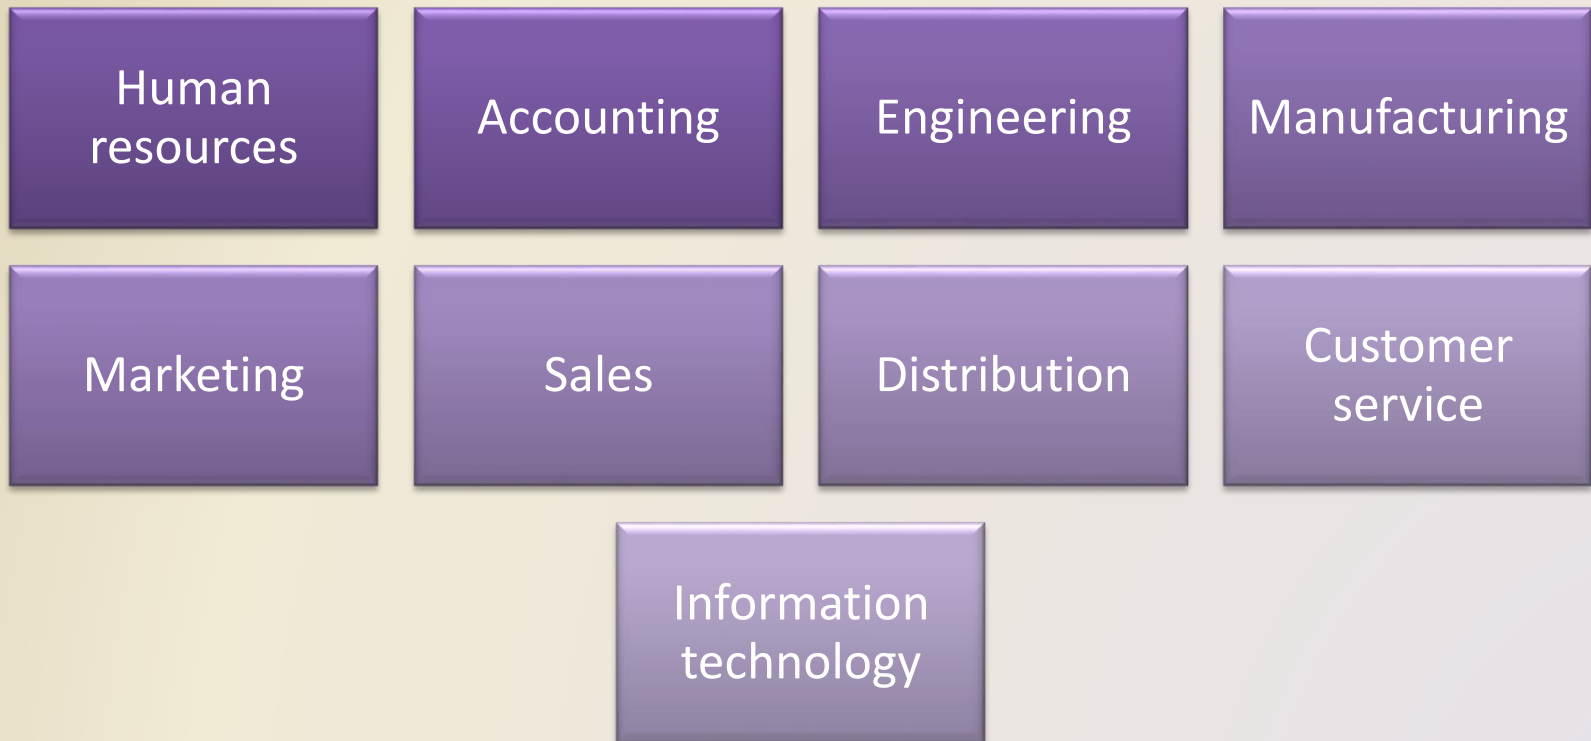 Human
resources
Accounting
Engineering
Manufacturing
Marketing
Sales
Distribution
Customer
service
Information
technology